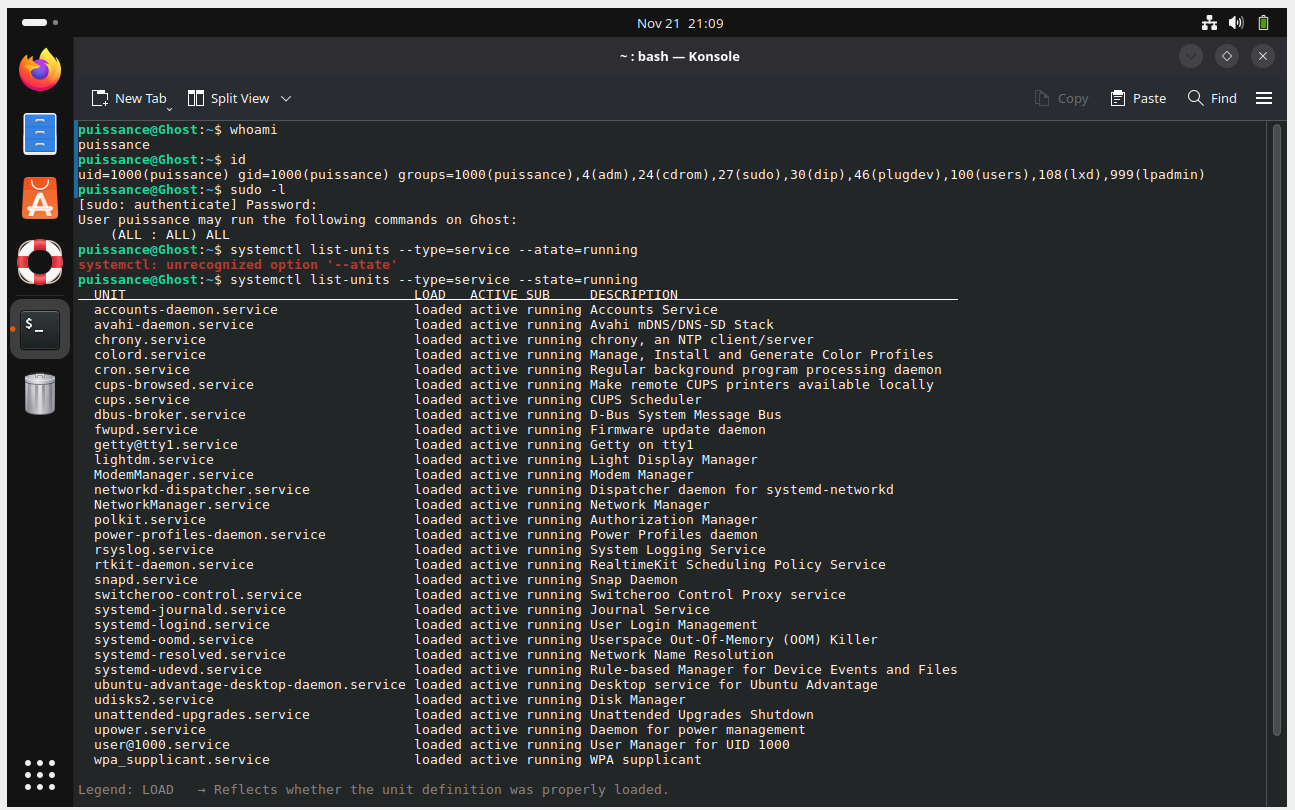 Nov 21 21:09
~ : bash — Konsole
New Tab Split View Copy Paste Find
puissance@Ghost:~$ whoami
puissance
puissance@Ghost:~$ id
uid=1000(puissance) gid=1000(puissance) groups=1000(puissance),4(adm),24(cdrom),27(sudo),30(dip),46(plugdev),100(users),108(lxd),999(lpadmin)
puissance@Ghost:~$ sudo -l
[sudo: authenticate] Password:
User puissance may run the following commands on Ghost:
    (ALL : ALL) ALL
puissance@Ghost:~$ systemctl list-units --type=service --atate=running
systemctl: unrecognized option '--atate'
puissance@Ghost:~$ systemctl list-units --type=service --state=running
  UNIT                                    LOAD   ACTIVE SUB     DESCRIPTION
  accounts-daemon.service                 loaded active running Accounts Service
  avahi-daemon.service                    loaded active running Avahi mDNS/DNS-SD Stack
  chrony.service                          loaded active running chrony, an NTP client/server
  colord.service                          loaded active running Manage, Install and Generate Color Profiles
  cron.service                            loaded active running Regular background program processing daemon
  cups-browsed.service                    loaded active running Make remote CUPS printers available locally
  cups.service                            loaded active running CUPS Scheduler
  dbus-broker.service                     loaded active running D-Bus System Message Bus
  fwupd.service                           loaded active running Firmware update daemon
  getty@tty1.service                      loaded active running Getty on tty1
  lightdm.service                         loaded active running Light Display Manager
  ModemManager.service                    loaded active running Modem Manager
  networkd-dispatcher.service             loaded active running Dispatcher daemon for systemd-networkd
  NetworkManager.service                  loaded active running Network Manager
  polkit.service                          loaded active running Authorization Manager
  power-profiles-daemon.service           loaded active running Power Profiles daemon
  rsyslog.service                         loaded active running System Logging Service
  rtkit-daemon.service                    loaded active running RealtimeKit Scheduling Policy Service
  snapd.service                           loaded active running Snap Daemon
  switcheroo-control.service              loaded active running Switcheroo Control Proxy service
  systemd-journald.service                loaded active running Journal Service
  systemd-logind.service                  loaded active running User Login Management
  systemd-oomd.service                    loaded active running Userspace Out-Of-Memory (OOM) Killer
  systemd-resolved.service                loaded active running Network Name Resolution
  systemd-udevd.service                   loaded active running Rule-based Manager for Device Events and Files
  ubuntu-advantage-desktop-daemon.service loaded active running Desktop service for Ubuntu Advantage
  udisks2.service                         loaded active running Disk Manager
  unattended-upgrades.service             loaded active running Unattended Upgrades Shutdown
  upower.service                          loaded active running Daemon for power management
  user@1000.service                       loaded active running User Manager for UID 1000
  wpa_supplicant.service                  loaded active running WPA supplicant
Legend: LOAD   → Reflects whether the unit definition was properly loaded.